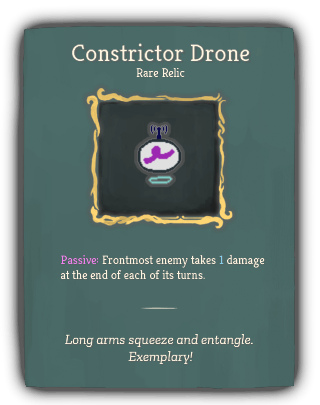 Constrictor Drone
Rare Relic
Passive: Frontmost enemy takes 1 damage
at the end of each of its turns.
Long arms squeeze and entangle.
Exemplary!